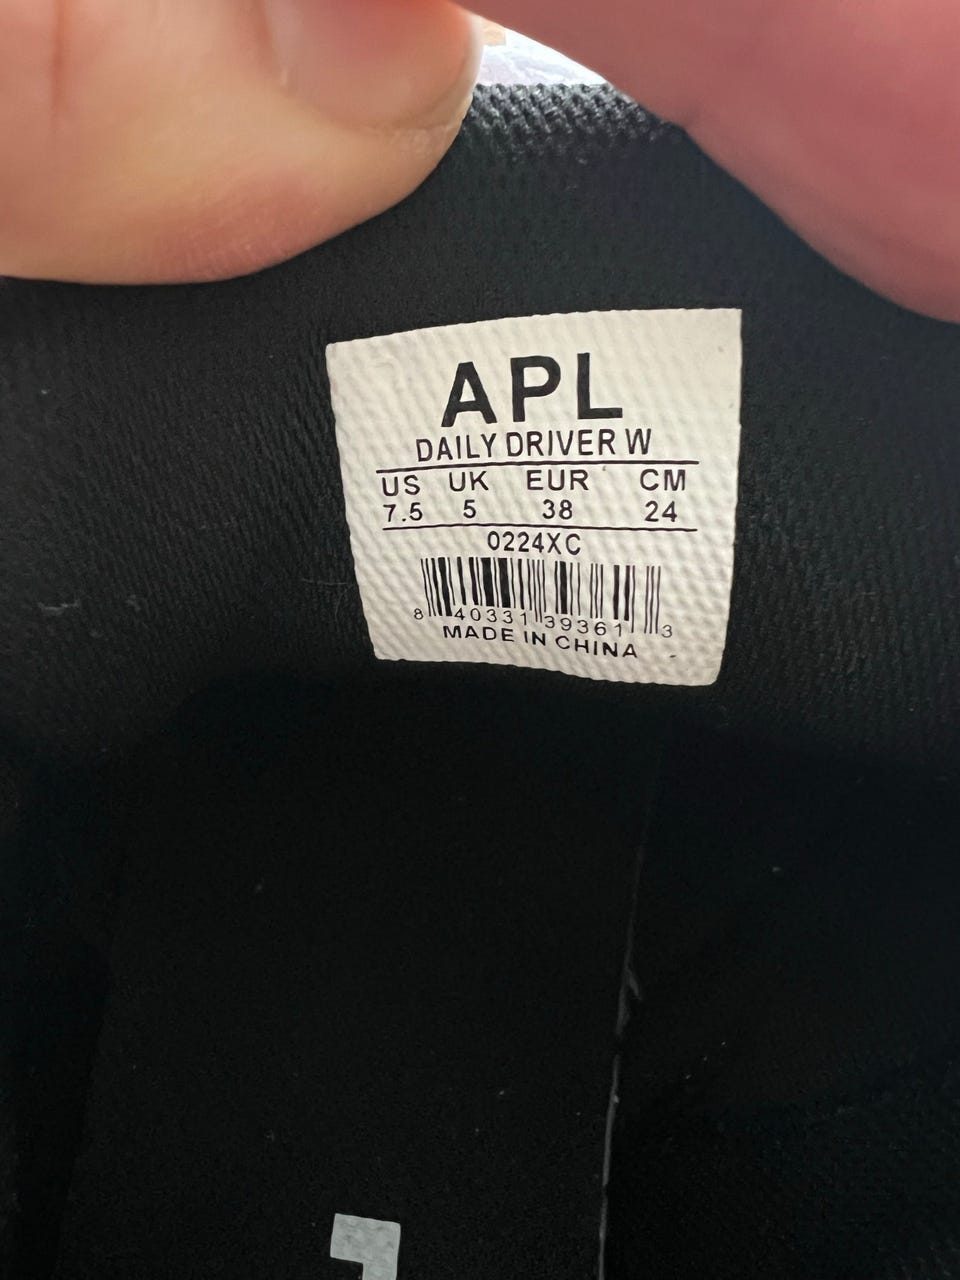 APL
DAILY DRIVER W
US UK EUR CM
7.5 5 38 24
0224XC
8 40331 39361 3
MADE IN CHINA